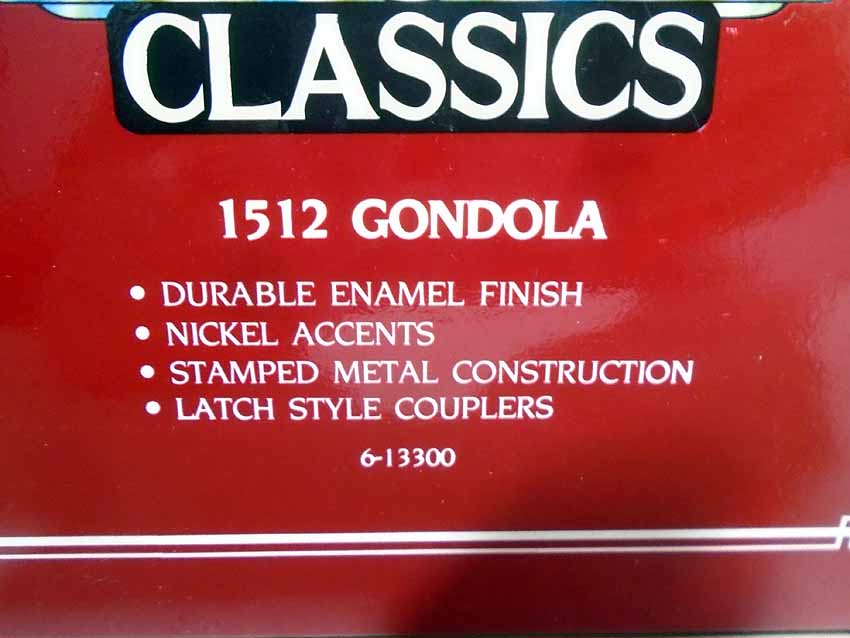 CLASSICS
1512 GONDOLA
• DURABLE ENAMEL FINISH
• NICKEL ACCENTS
• STAMPED METAL CONSTRUCTION
• LATCH STYLE COUPLERS
6-13300